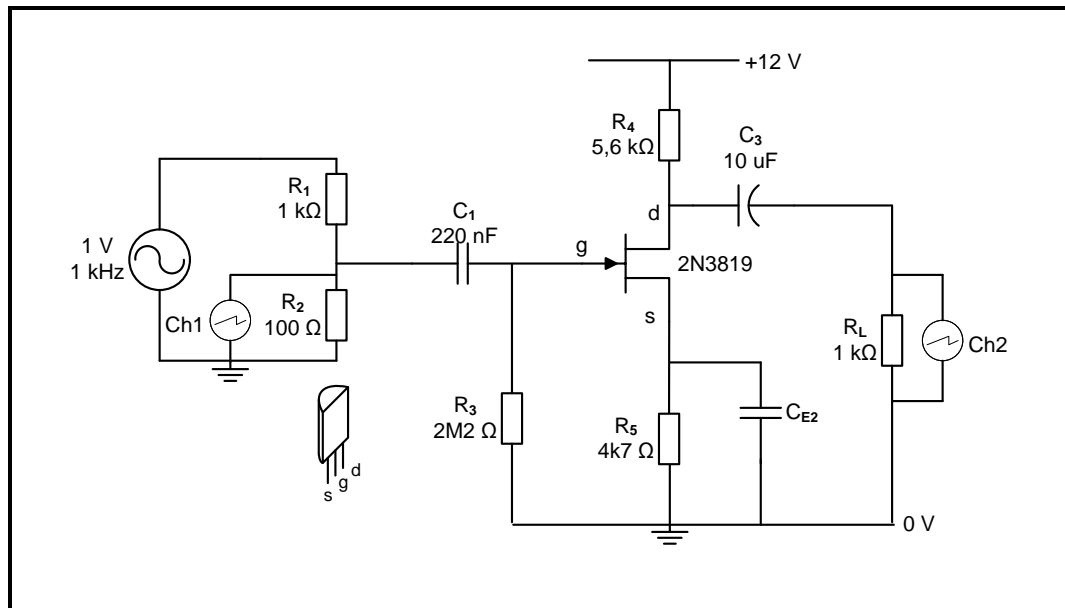 +12 V
R4
5,6 kΩ
C3
10 uF
R1
1 kΩ
C1
220 nF
d
g
2N3819
1 V
1 kHz
s
R2
100 Ω
Ch1
RL
1 kΩ
Ch2
R3
2M2 Ω
R5
4k7 Ω
CE2
d
g
s
0 V